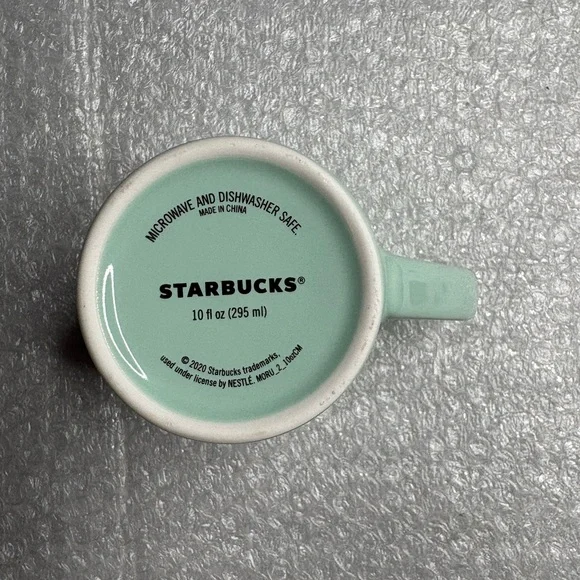 MICROWAVE AND DISHWASHER SAFE.
MADE IN CHINA
STARBUCKS®
10 fl oz (295 ml)
© 2020 Starbucks trademarks,
used under license by NESTLÉ. MORU_2_10ozCM